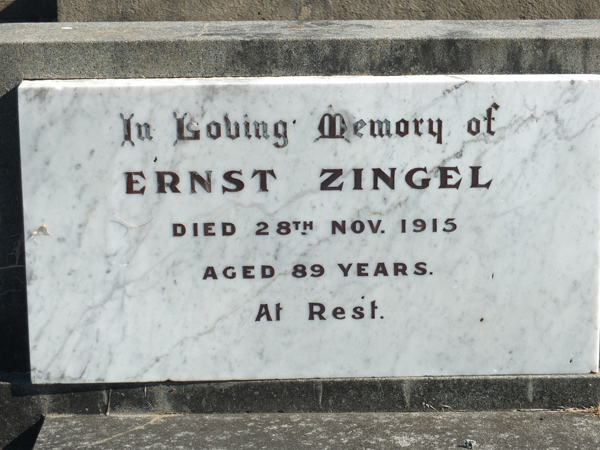 In Loving Memory of
ERNST ZINGEL
DIED 28TH NOV. 1915
AGED 89 YEARS.
At Rest.